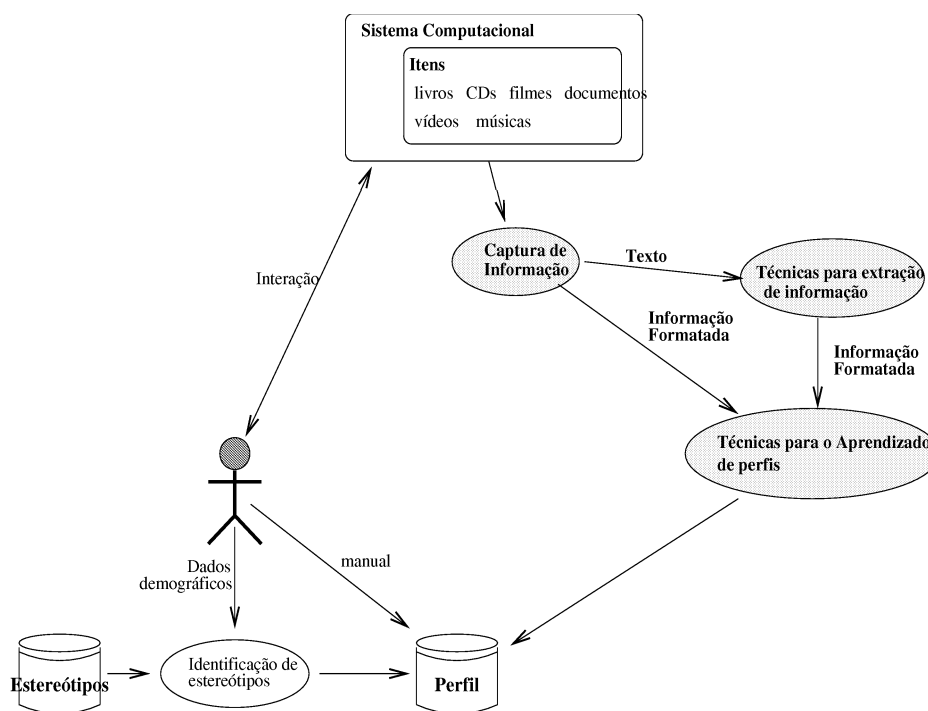 Sistema Computacional
Itens
livros CDs filmes documentos
vídeos músicas
Interação
Captura de
Informação
Texto
Técnicas para extração
de informação
Informação
Formatada
Informação
Formatada
Técnicas para o Aprendizado
de perfis
Dados
demográficos
manual
Estereótipos
Identificação de
estereótipos
Perfil